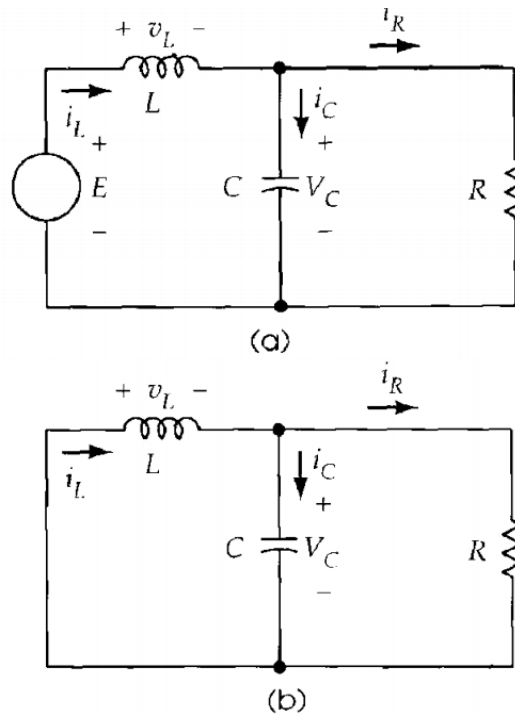 + v_L -
i_R
L
i_L
i_C
+
+
E
C
V_C
R
-
-
(a)
+ v_L -
i_R
L
i_L
i_C
+
C
V_C
R
-
(b)